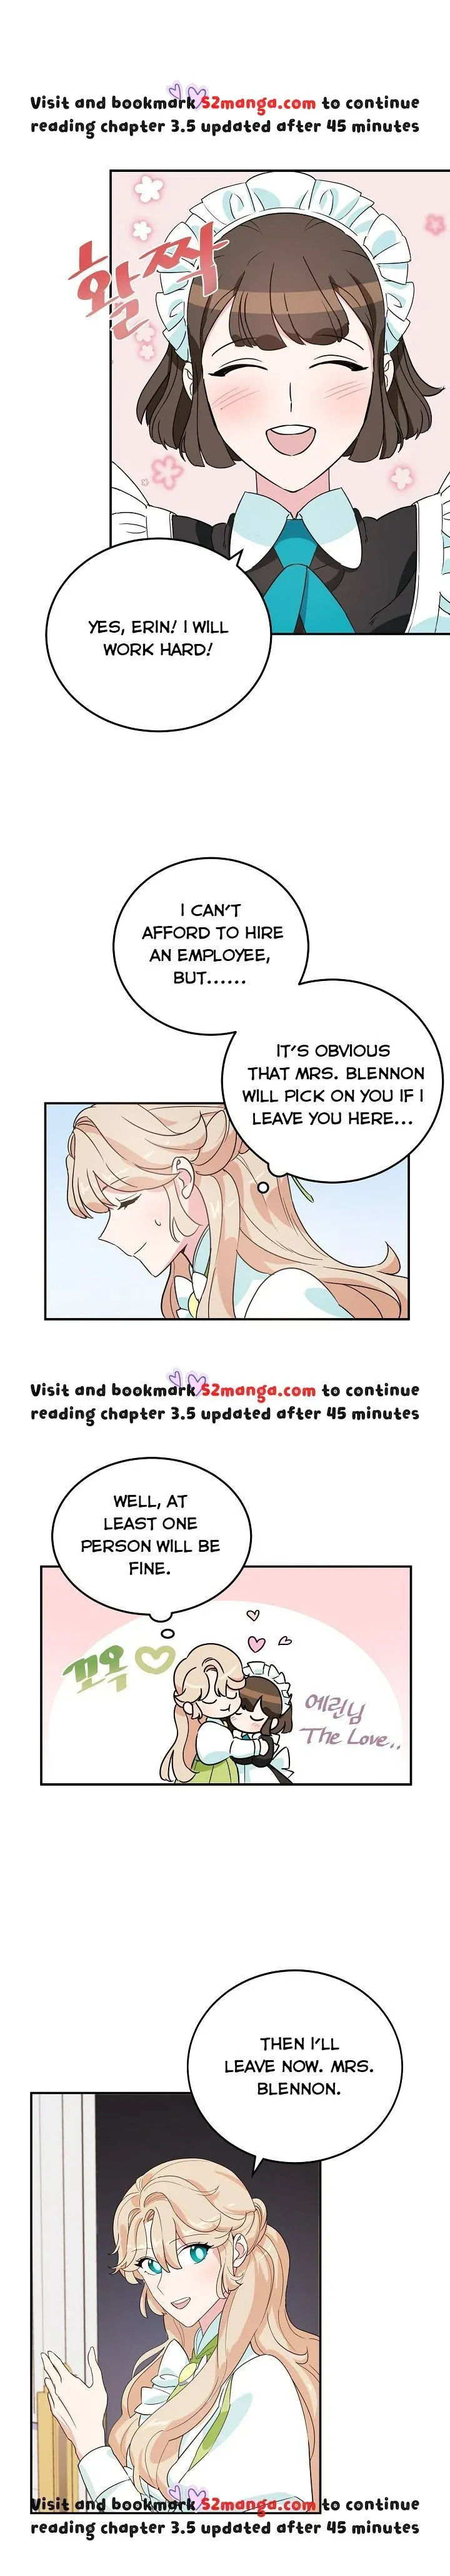 Visit and bookmark S2manga.com to continue
reading chapter 3.5 updated after 45 minutes
활짝
YES, ERIN! I WILL
WORK HARD!
I CAN'T
AFFORD TO HIRE
AN EMPLOYEE,
BUT......
IT'S OBVIOUS
THAT MRS. BLENNON
WILL PICK ON YOU IF I
LEAVE YOU HERE...
Visit and bookmark S2manga.com to continue
reading chapter 3.5 updated after 45 minutes
WELL, AT
LEAST ONE
PERSON WILL BE
FINE.
꼬옥
에린님
The Love..
THEN I'LL
LEAVE NOW. MRS.
BLENNON.
Visit and bookmark S2manga.com to continue
reading chapter 3.5 updated after 45 minutes